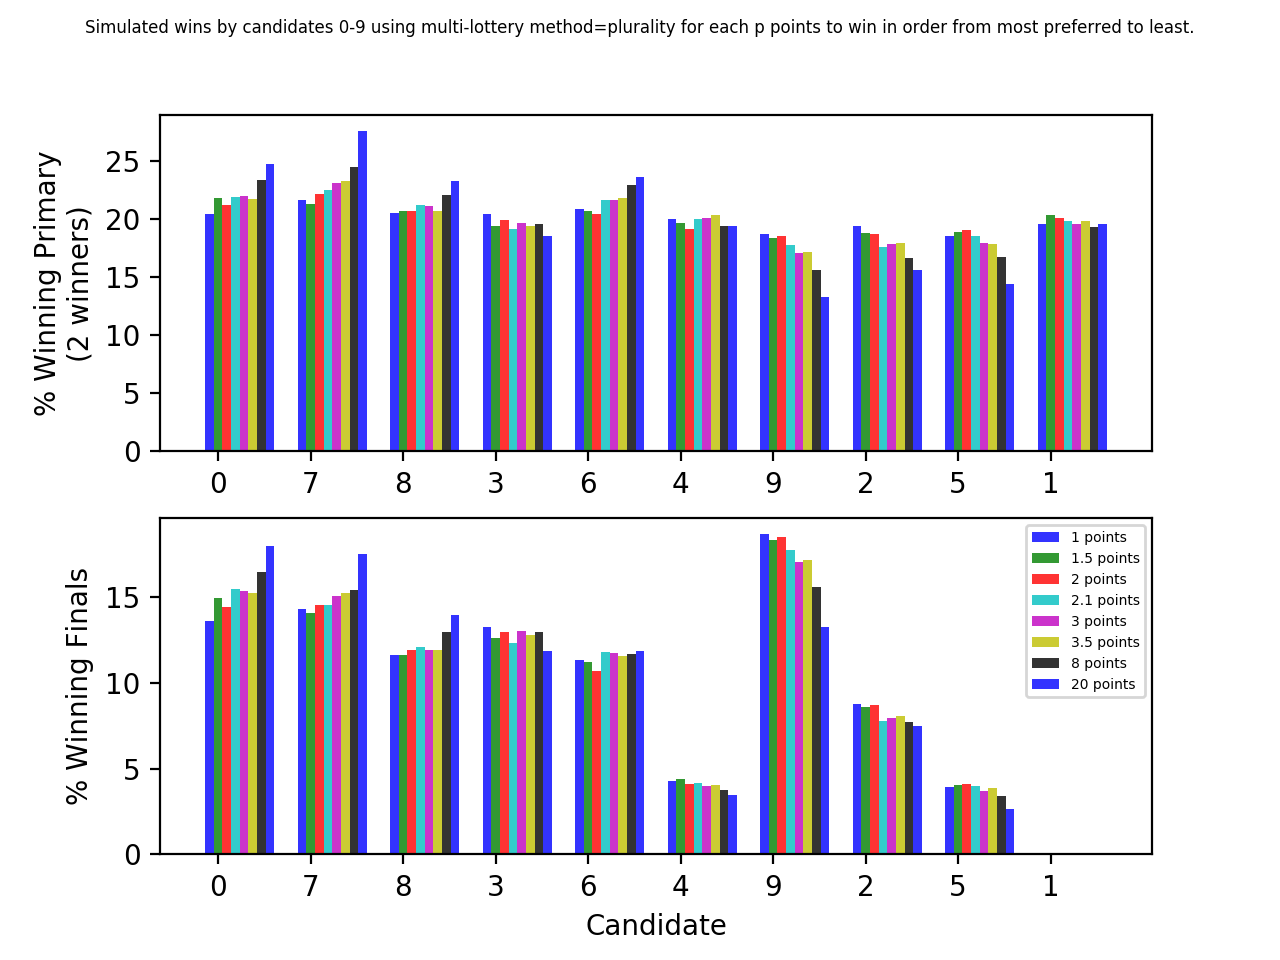 Simulated wins by candidates 0-9 using multi-lottery method=plurality for each p points to win in order from most preferred to least.
% Winning Primary
(2 winners)
25
20
15
10
5
0
0 7 8 3 6 4 9 2 5 1
% Winning Finals
15
10
5
0
1 points
1.5 points
2 points
2.1 points
3 points
3.5 points
8 points
20 points
0 7 8 3 6 4 9 2 5 1
Candidate